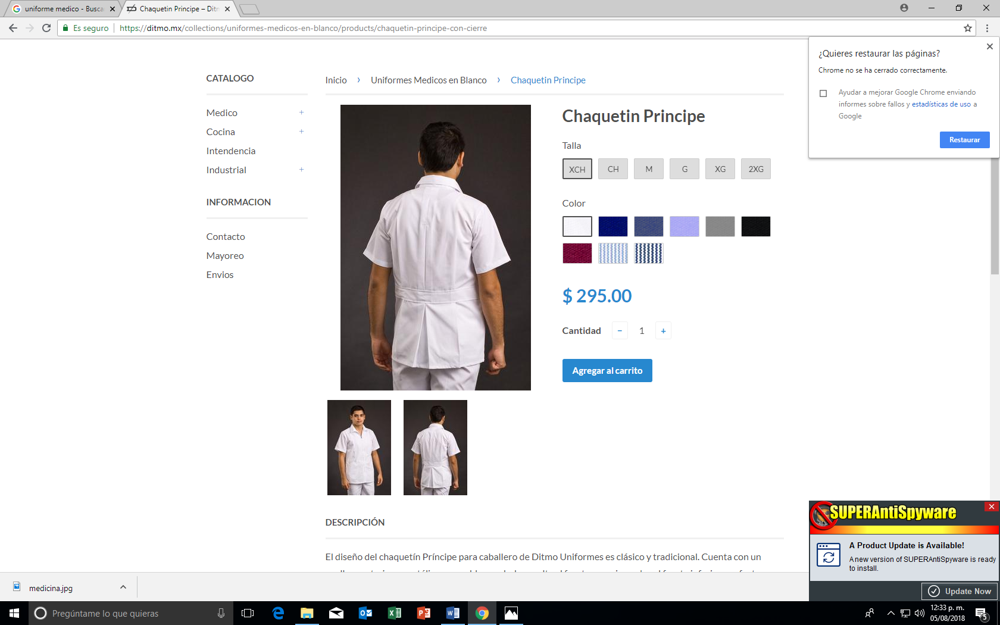 uniforme medico - Busca
Chaquetin Principe – Ditm
Es seguro
https://ditmo.mx/collections/uniformes-medicos-en-blanco/products/chaquetin-principe-con-cierre
¿Quieres restaurar las páginas?
Chrome no se ha cerrado correctamente.
Ayudar a mejorar Google Chrome enviando
informes sobre fallos y estadísticas de uso a
Google
Restaurar
CATALOGO
Medico +
Cocina +
Intendencia
Industrial +
INFORMACION
Contacto
Mayoreo
Envios
Inicio › Uniformes Medicos en Blanco › Chaquetin Principe
Chaquetin Principe
Talla
XCH CH M G XG 2XG
Color
$ 295.00
Cantidad − 1 +
Agregar al carrito
DESCRIPCIÓN
El diseño del chaquetín Príncipe para caballero de Ditmo Uniformes es clásico y tradicional. Cuenta con un
SUPERAntiSpyware
A Product Update is Available!
A new version of SUPERAntiSpyware is ready
to install.
Update Now
medicina.jpg
Pregúntame lo que quieras
12:33 p. m.
05/08/2018
5